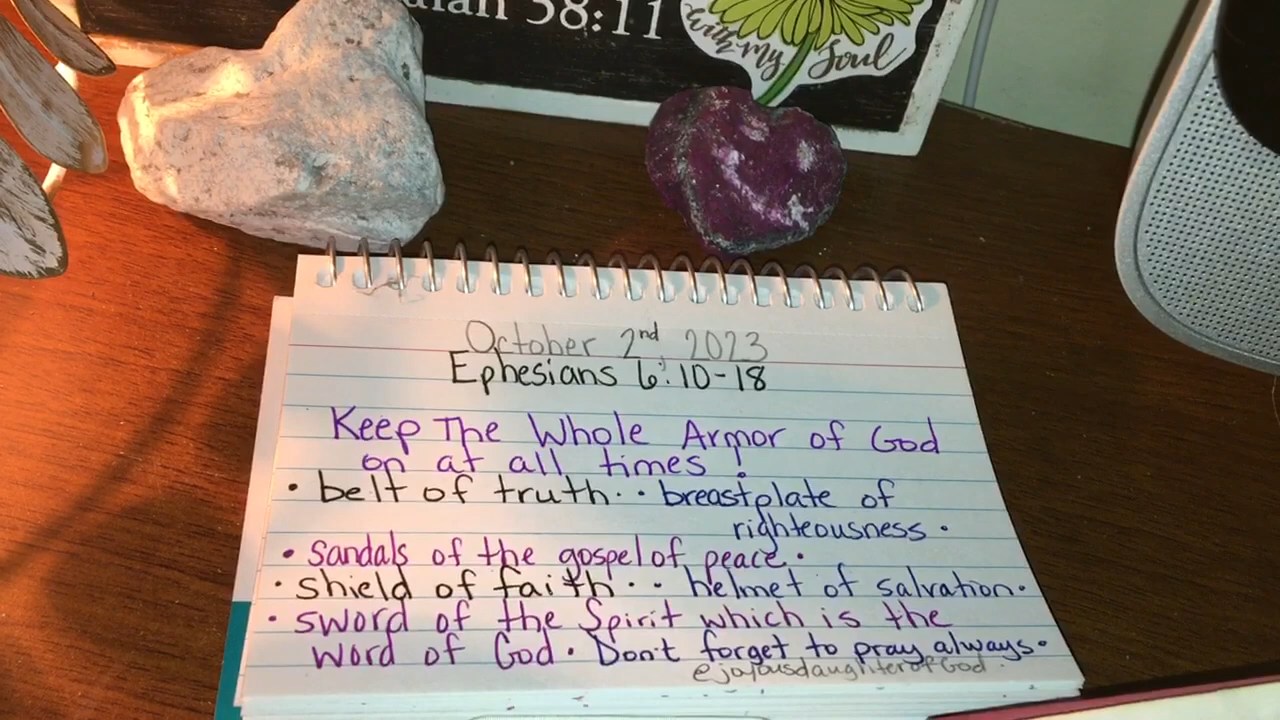 58:11
with My Soul
October 2nd 2023
Ephesians 6:10-18
Keep The Whole Armor of God
on at all times!
• belt of truth • • breastplate of
righteousness •
• sandals of the gospel of peace •
• shield of faith • • helmet of salvation •
• sword of the Spirit which is the
word of God • Don't forget to pray always •
@joyousdaughterofGod